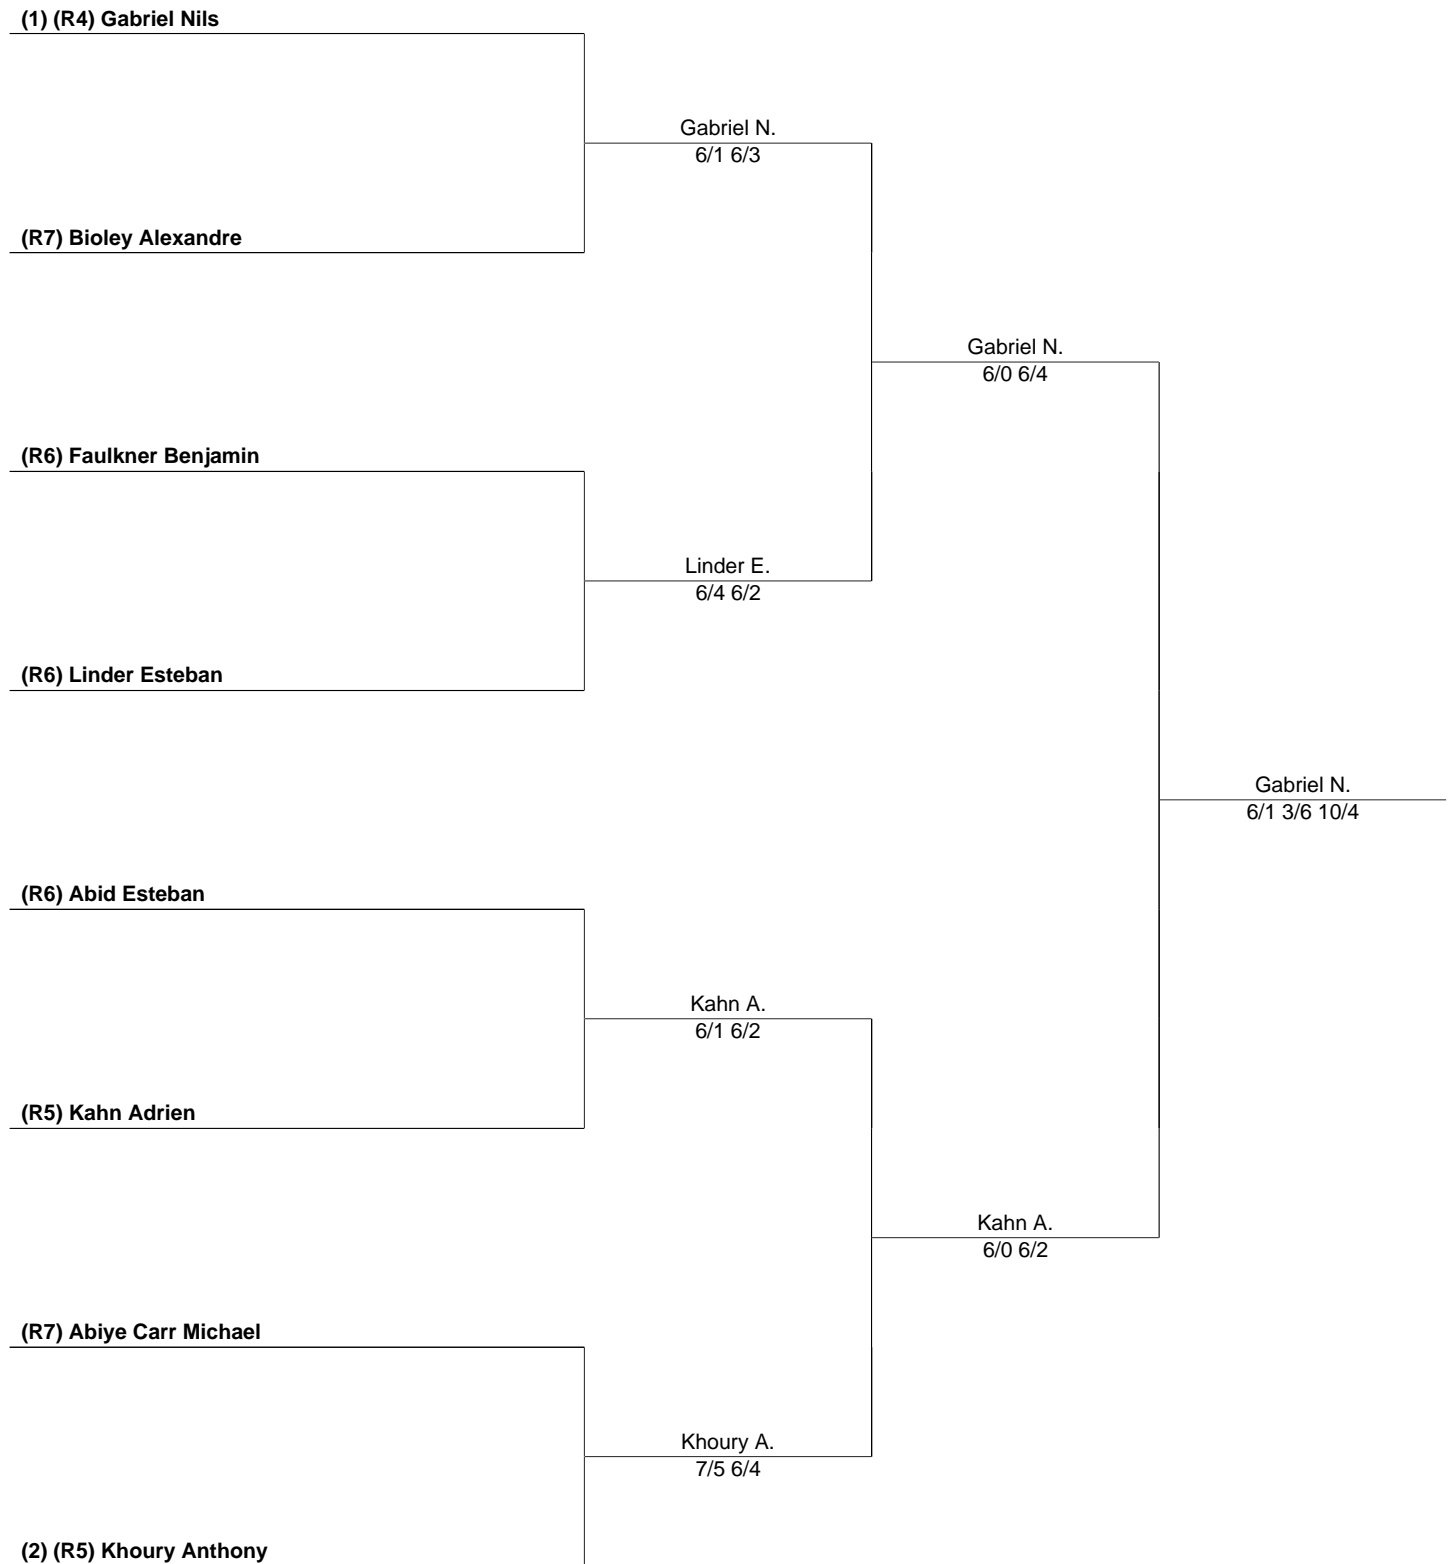 (1) (R4) Gabriel Nils
Gabriel N.
6/1 6/3
(R7) Bioley Alexandre
Gabriel N.
6/0 6/4
(R6) Faulkner Benjamin
Linder E.
6/4 6/2
(R6) Linder Esteban
Gabriel N.
6/1 3/6 10/4
(R6) Abid Esteban
Kahn A.
6/1 6/2
(R5) Kahn Adrien
Kahn A.
6/0 6/2
(R7) Abiye Carr Michael
Khoury A.
7/5 6/4
(2) (R5) Khoury Anthony